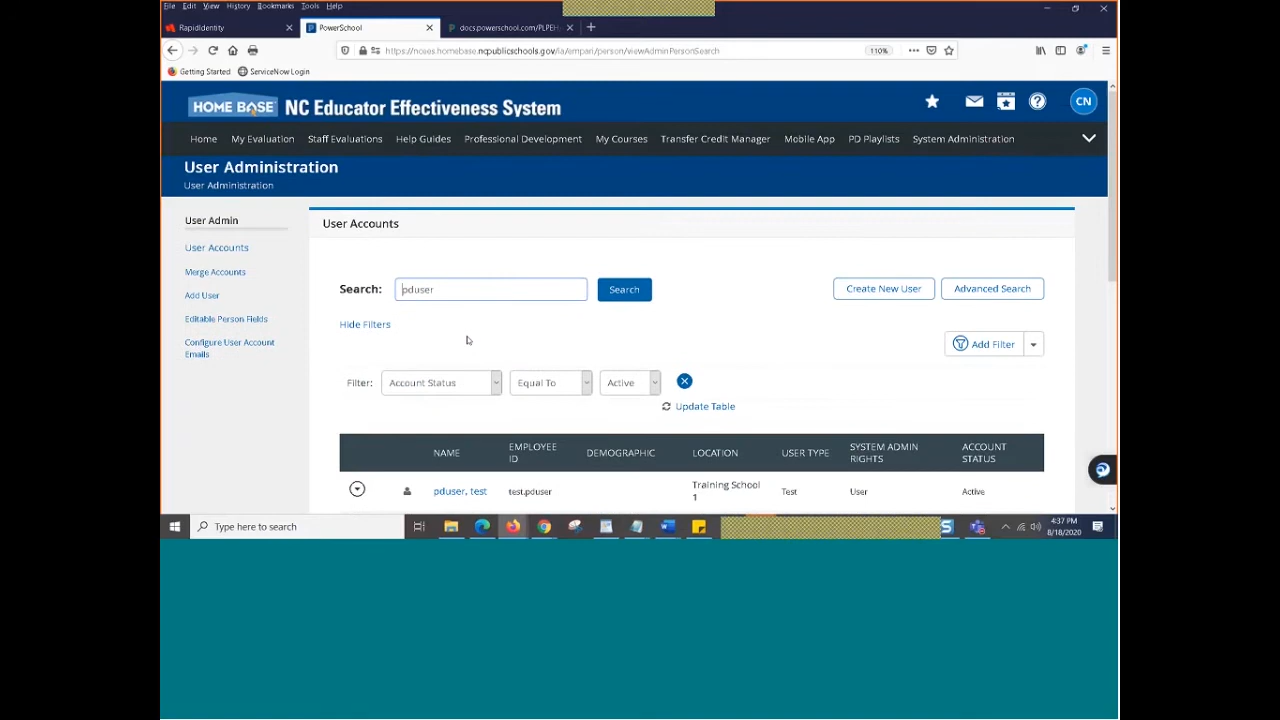 File Edit View History Bookmarks Tools Help
RapidIdentity PowerSchool docs.powerschool.com/PLPEH
https://ncees.homebase.ncpublicschools.gov/ia/empari/person/viewAdminPersonSearch 110%
Getting Started ServiceNow Login
HOME BASE NC Educator Effectiveness System CN
Home My Evaluation Staff Evaluations Help Guides Professional Development My Courses Transfer Credit Manager Mobile App PD Playlists System Administration
User Administration
User Administration
User Admin
User Accounts
Merge Accounts
Add User
Editable Person Fields
Configure User Account
Emails
User Accounts
Search: pduser Search Create New User Advanced Search
Hide Filters
Add Filter
Filter: Account Status Equal To Active
Update Table
NAME EMPLOYEE ID DEMOGRAPHIC LOCATION USER TYPE SYSTEM ADMIN RIGHTS ACCOUNT STATUS
pduser, test test.pduser Training School 1 Test User Active
Type here to search
4:37 PM
8/18/2020